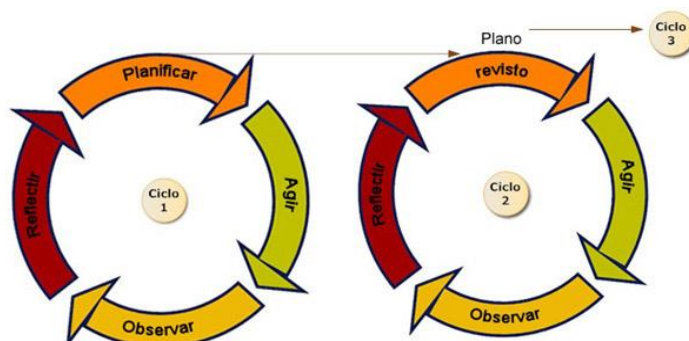 Planificar
Agir
Observar
Reflectir
Ciclo
1
Plano
revisto
Agir
Observar
Reflectir
Ciclo
2
Ciclo
3